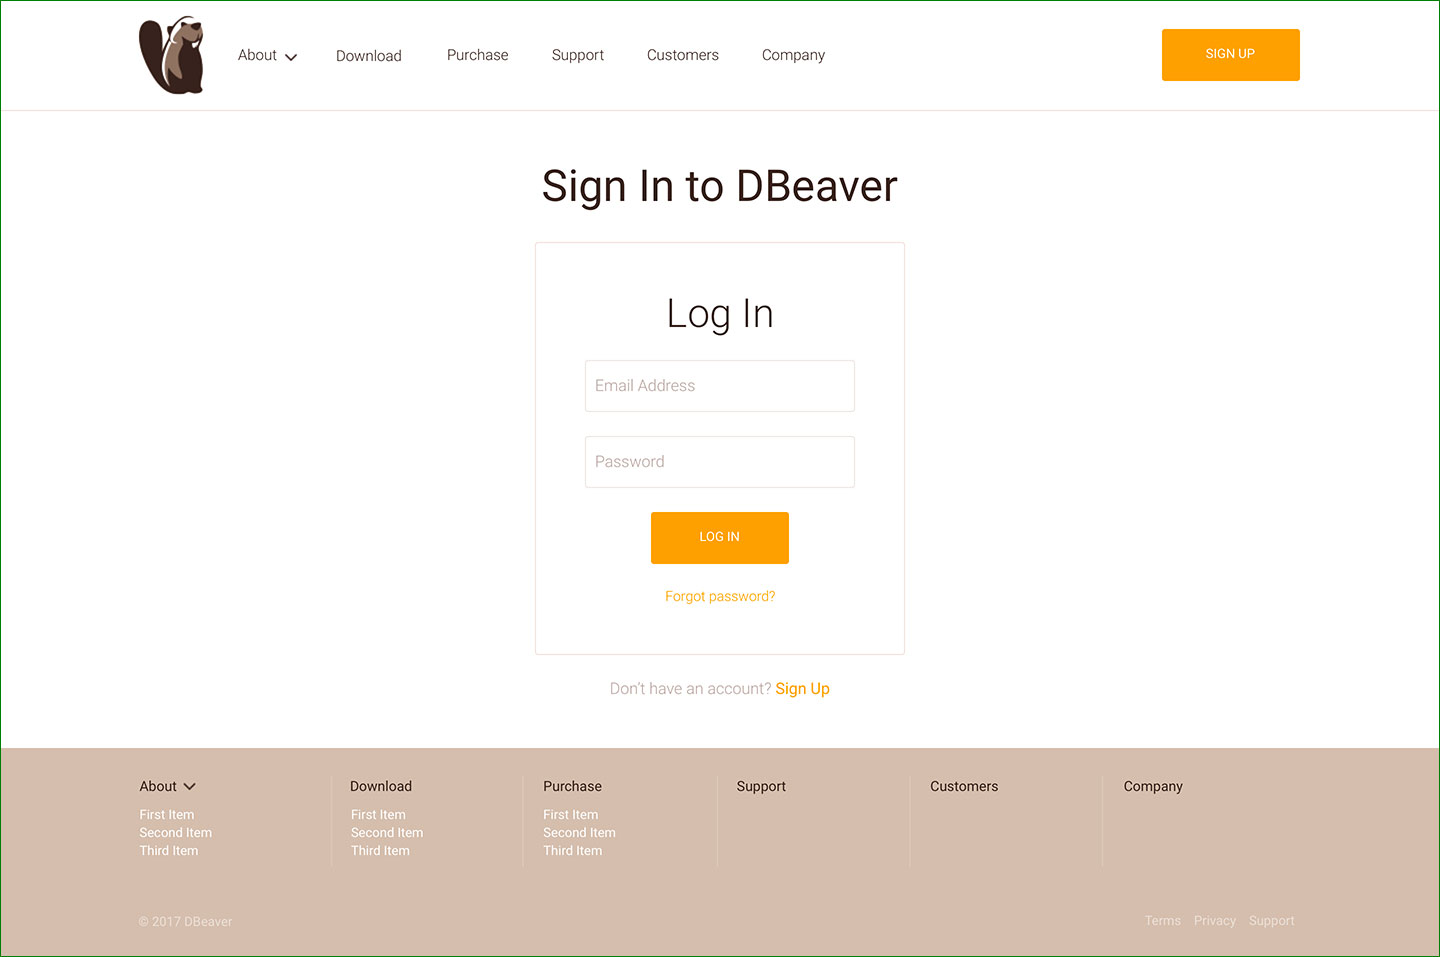 About Download Purchase Support Customers Company SIGN UP
Sign In to DBeaver
Log In
Email Address
Password
LOG IN
Forgot password?
Don't have an account? Sign Up
About Download Purchase Support Customers Company
First Item First Item First Item
Second Item Second Item Second Item
Third Item Third Item Third Item
© 2017 DBeaver Terms Privacy Support